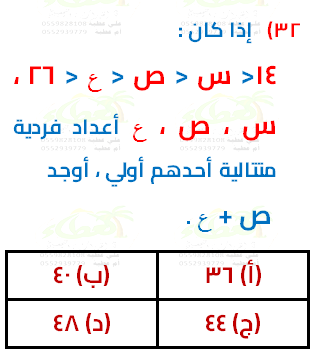 ٣٢) إذا كان :
١٤< س < ص < ع < ٢٦ ،
س ، ص ، ع أعداد فردية
متتالية أحدهم أولي ، أوجد
ص + ع .
(أ) ٣٦ (ب) ٤٠
(ج) ٤٤ (د) ٤٨